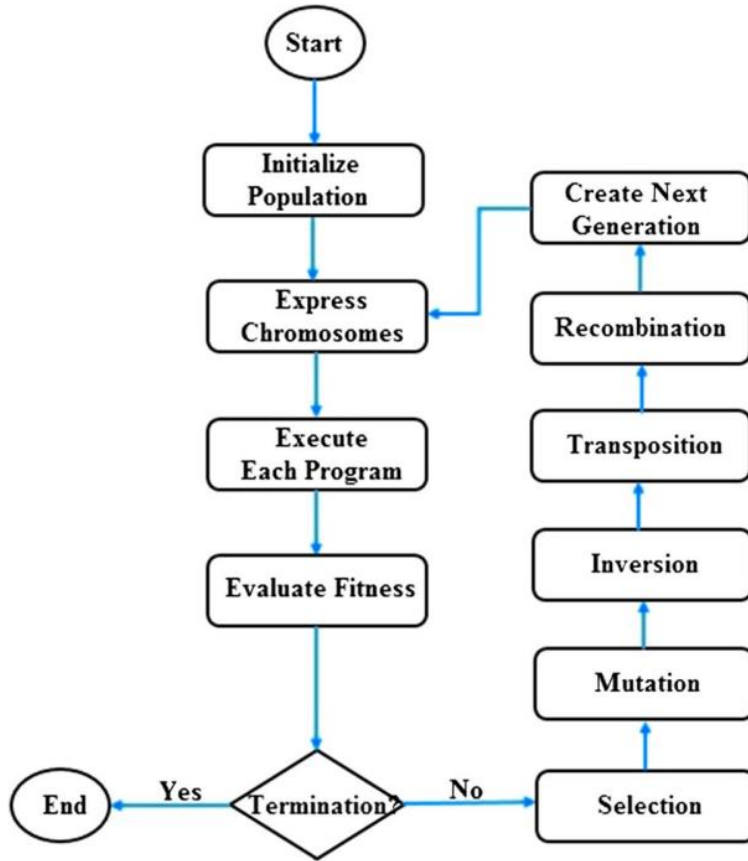 Start
Initialize
Population
Express
Chromosomes
Execute
Each Program
Evaluate Fitness
Termination?
Yes
End
No
Selection
Mutation
Inversion
Transposition
Recombination
Create Next
Generation